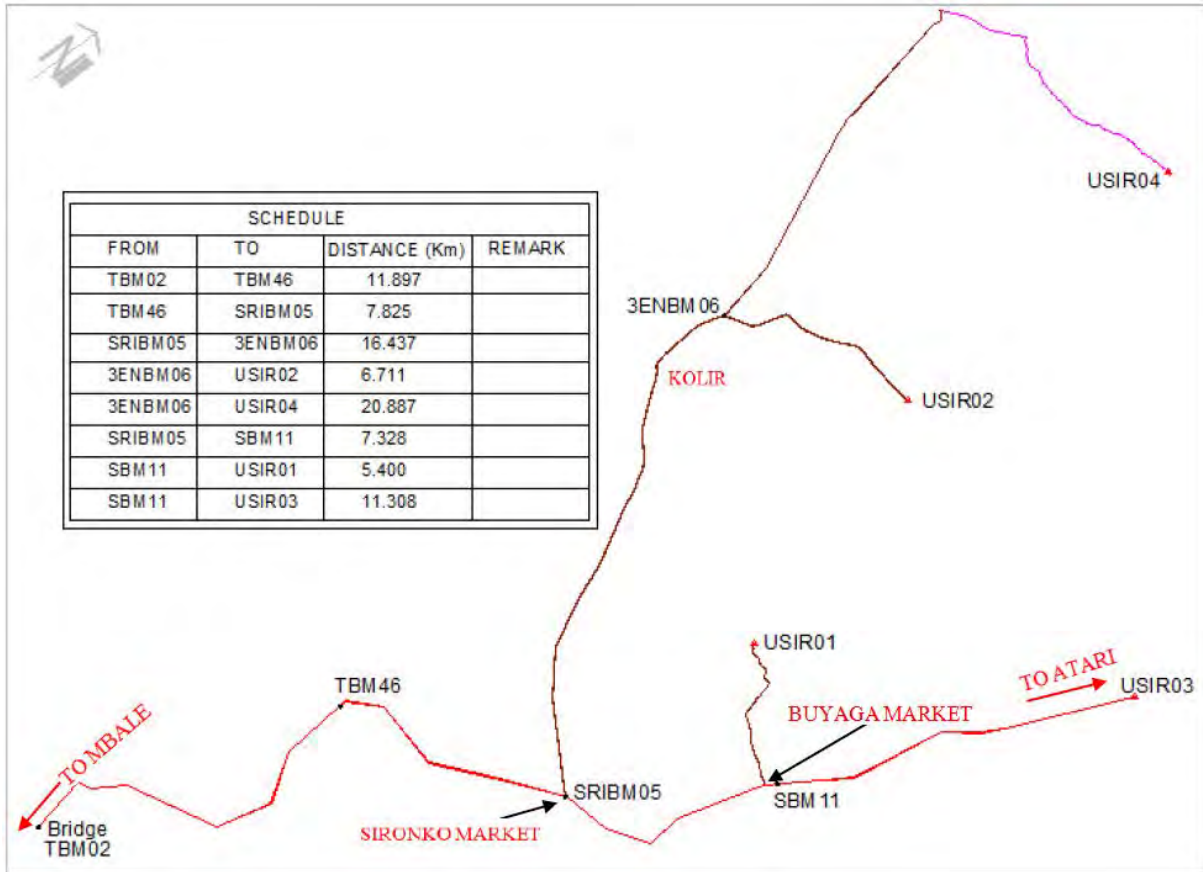 USIR04
SCHEDULE
FROM TO DISTANCE (Km) REMARK
TBM02 TBM46 11.897
TBM46 SRIBM05 7.825
SRIBM05 3ENBM06 16.437
3ENBM06 USIR02 6.711
3ENBM06 USIR04 20.887
SRIBM05 SBM11 7.328
SBM11 USIR01 5.400
SBM11 USIR03 11.308
3ENBM06
KOLIR
USIR02
USIR01
TO ATARI
USIR03
TBM46
BUYAGA MARKET
TO MBALE
SRIBM05
SBM11
SIRONKO MARKET
Bridge
TBM02